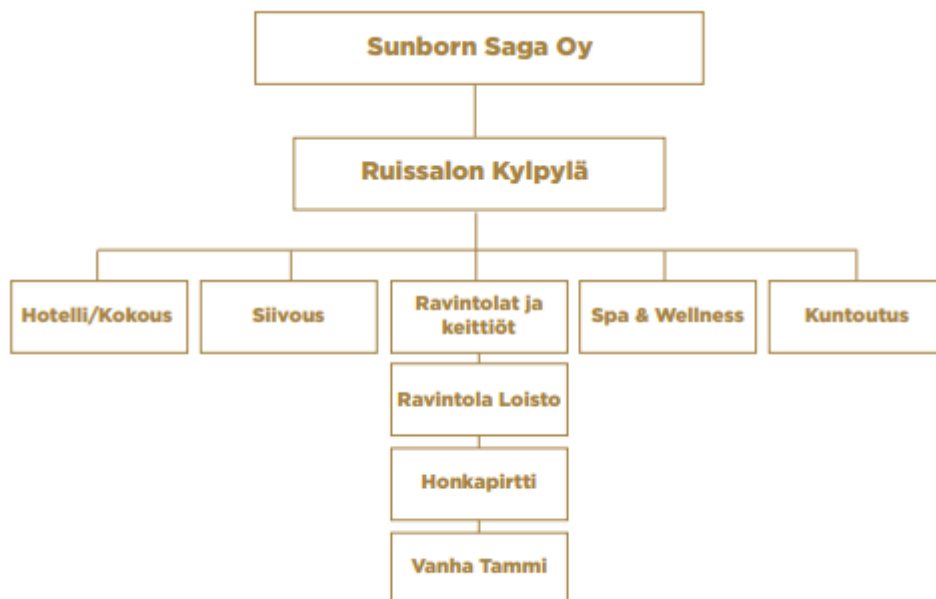 Sunborn Saga Oy
Ruissalon Kylpylä
Hotelli/Kokous
Siivous
Ravintolat ja
keittiöt
Spa & Wellness
Kuntoutus
Ravintola Loisto
Honkapirtti
Vanha Tammi